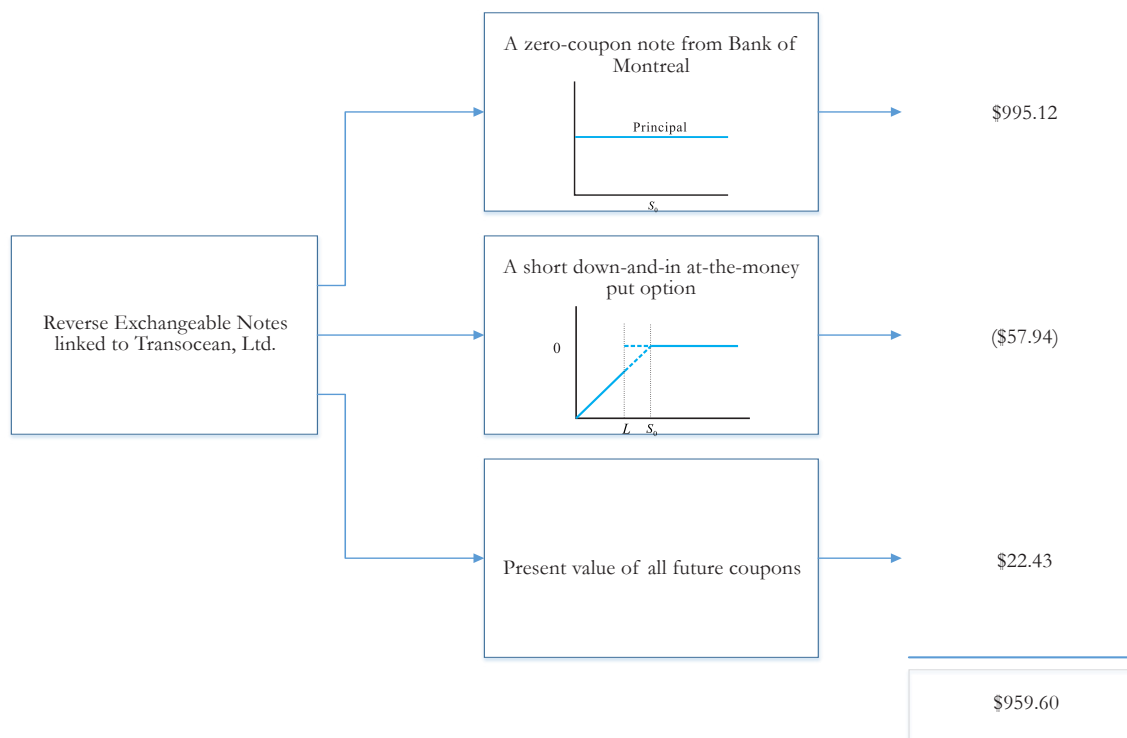 A zero-coupon note from Bank of
Montreal
Principal
S₀
$995.12
Reverse Exchangeable Notes
linked to Transocean, Ltd.
A short down-and-in at-the-money
put option
0
L S₀
($57.94)
Present value of all future coupons
$22.43
$959.60